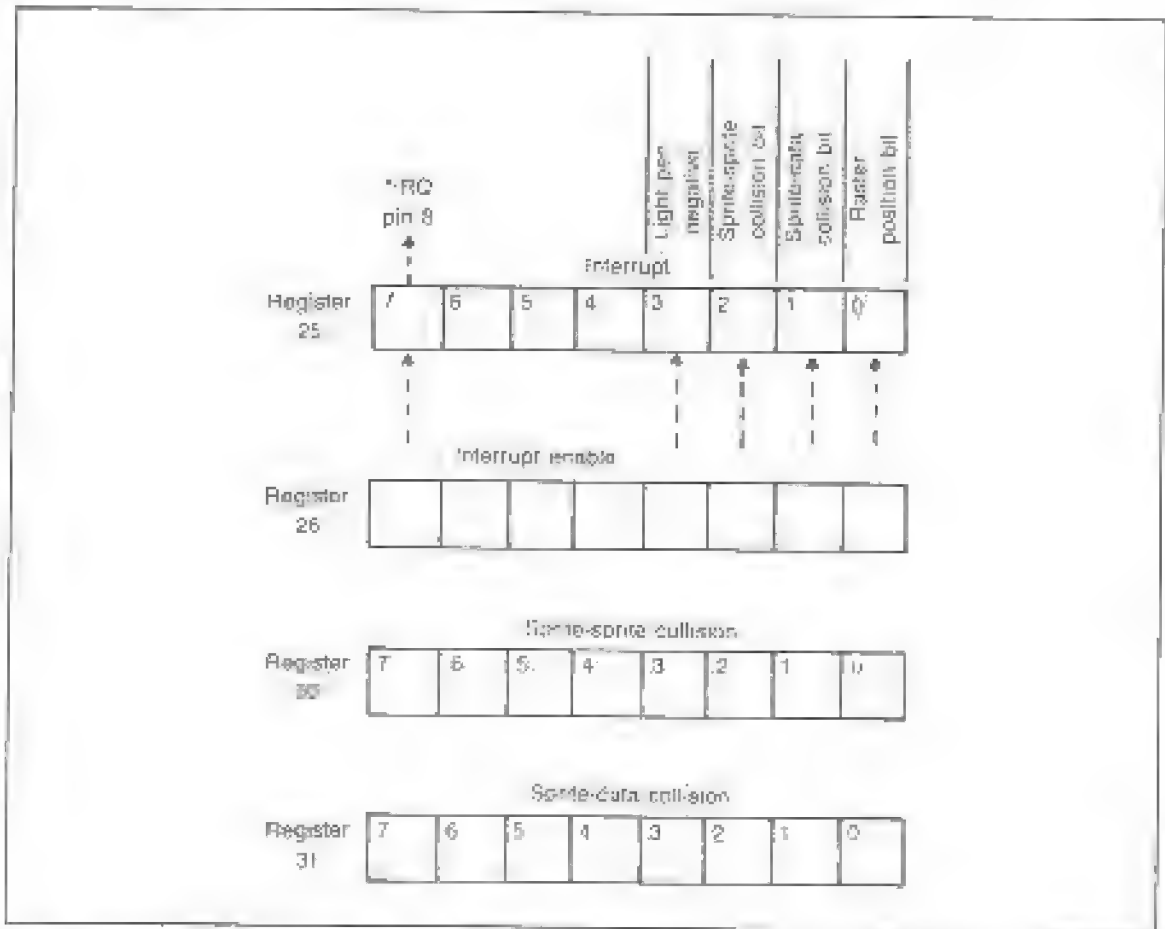 Light pen
negative
Sprite-sprite
collision bit
Sprite-data
collision bit
Raster
position bit
*IRQ
pin 8
Interrupt
Register
25
7 6 5 4 3 2 1 0
Interrupt enable
Register
26
Sprite-sprite collision
Register
7 6 5 4 3 2 1 0
Sprite-data collision
Register
31
7 6 5 4 3 2 1 0